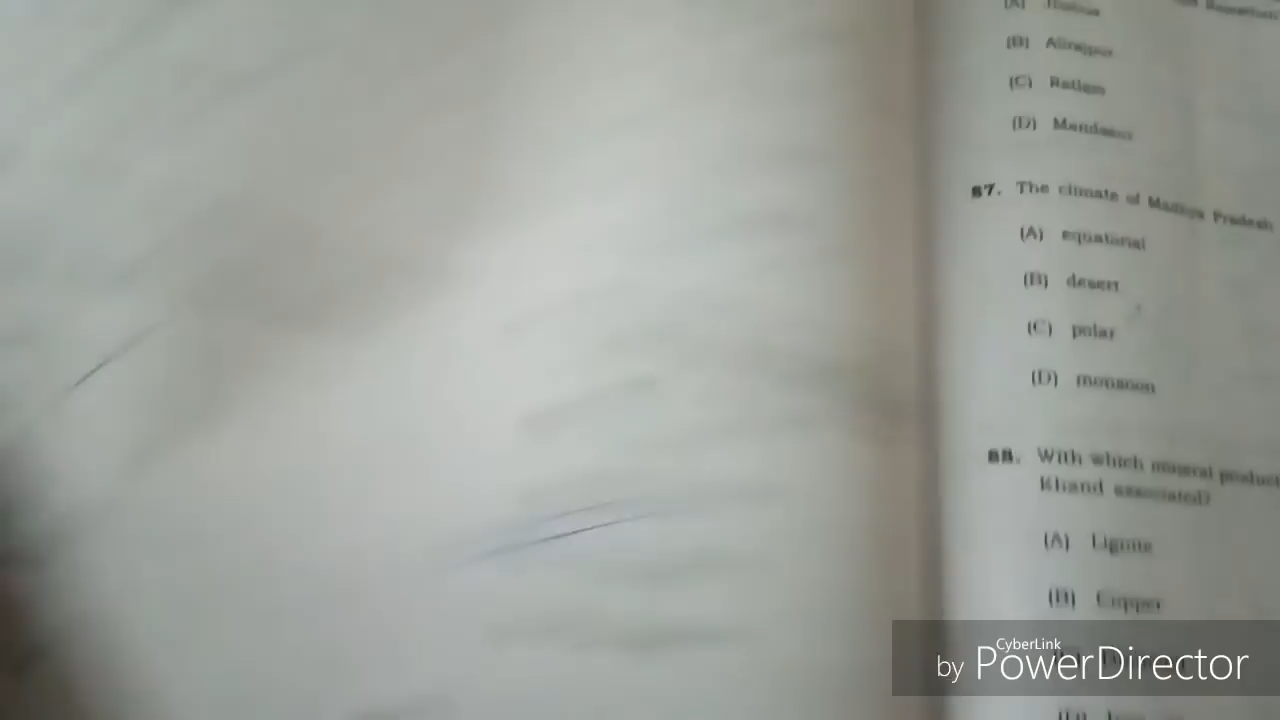 (B) Alirajpur
(C) Ratlam
(D) Mandsaur
87. The climate of Madhya Pradesh
(A) equatorial
(B) desert
(C) polar
(D) monsoon
88. With which mineral product
Khand associated?
(A) Lignite
(B) Copper
CyberLink
by PowerDirector